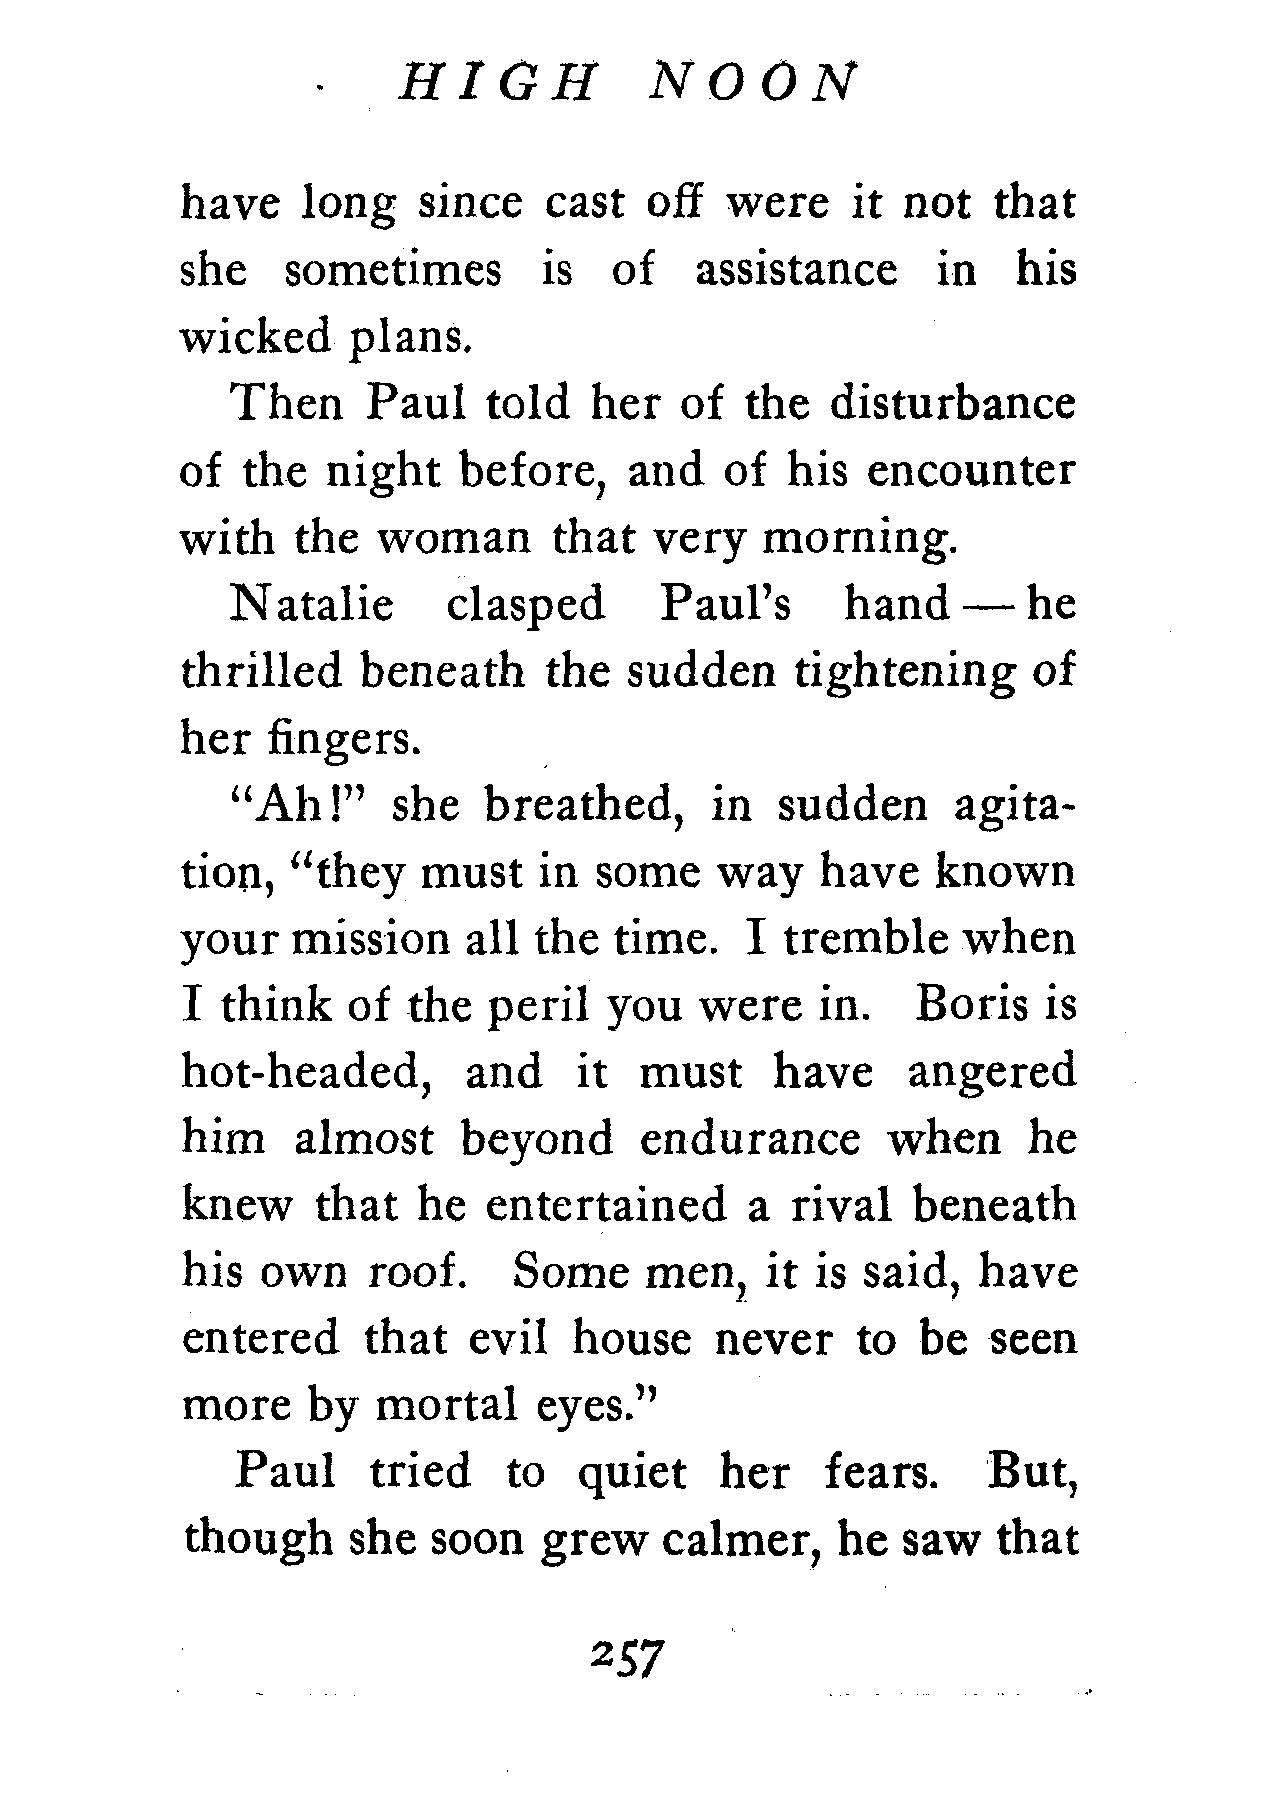 HIGH NOON
have long since cast off were it not that
she sometimes is of assistance in his
wicked plans.
Then Paul told her of the disturbance
of the night before, and of his encounter
with the woman that very morning.
Natalie clasped Paul's hand — he
thrilled beneath the sudden tightening of
her fingers.
"Ah!" she breathed, in sudden agita-
tion, "they must in some way have known
your mission all the time. I tremble when
I think of the peril you were in. Boris is
hot-headed, and it must have angered
him almost beyond endurance when he
knew that he entertained a rival beneath
his own roof. Some men, it is said, have
entered that evil house never to be seen
more by mortal eyes."
Paul tried to quiet her fears. But,
though she soon grew calmer, he saw that
257